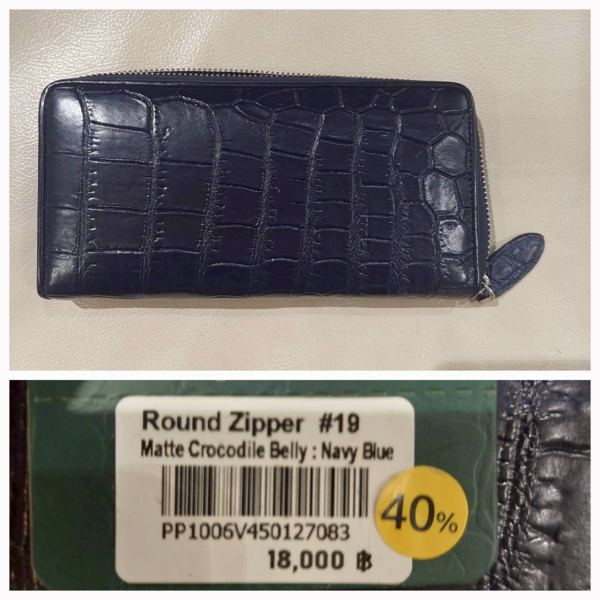 Round Zipper #19
Matte Crocodile Belly : Navy Blue
PP1006V450127083
18,000 ฿
40%